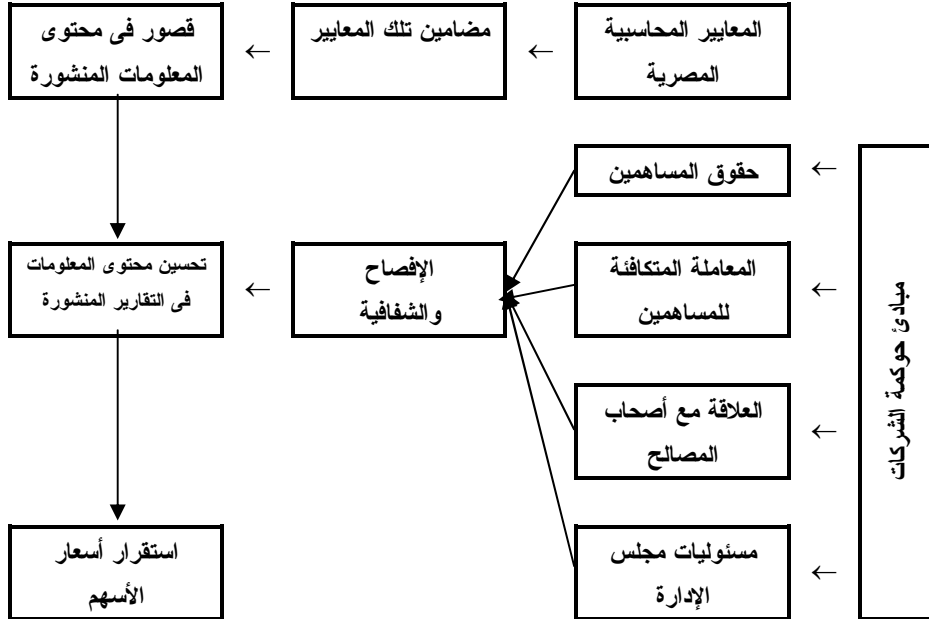 المعايير المحاسبية
المصرية
←
مضامين تلك المعايير
←
قصور فى محتوى
المعلومات المنشورة
مبادئ حوكمة الشركات
←
حقوق المساهمين
←
المعاملة المتكافئة
للمساهمين
الإفصاح
والشفافية
←
تحسين محتوى المعلومات
فى التقارير المنشورة
←
العلاقة مع أصحاب
المصالح
←
مسئوليات مجلس
الإدارة
استقرار أسعار
الأسهم